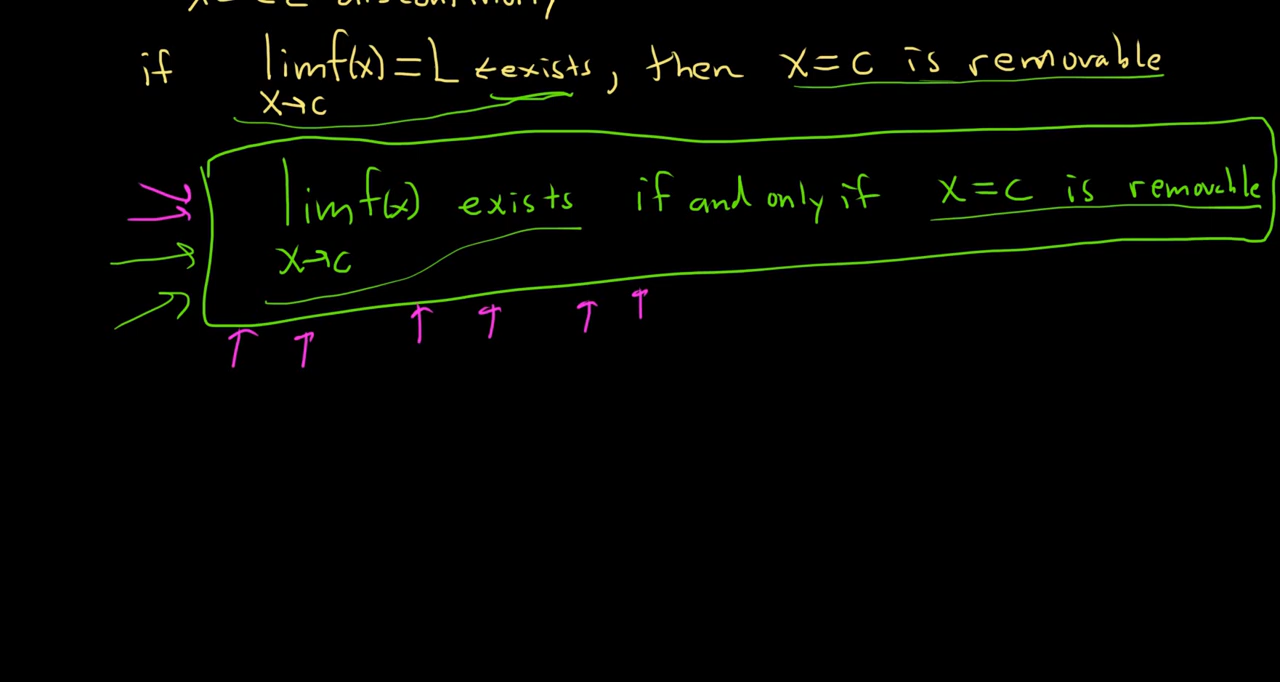 if lim f(x) = L ← exists, then x = c is removable
x→c
lim f(x) exists if and only if x = c is removable
x→c